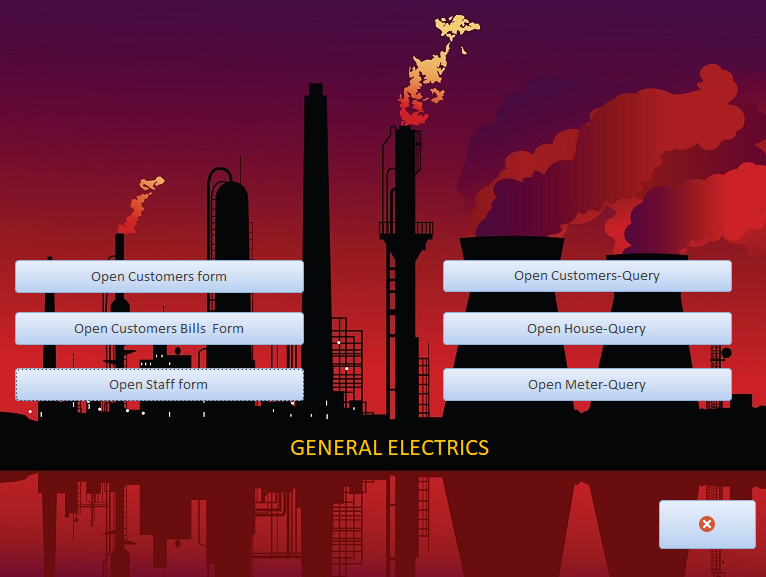 Open Customers form
Open Customers-Query
Open Customers Bills  Form
Open House-Query
Open Staff form
Open Meter-Query
GENERAL ELECTRICS